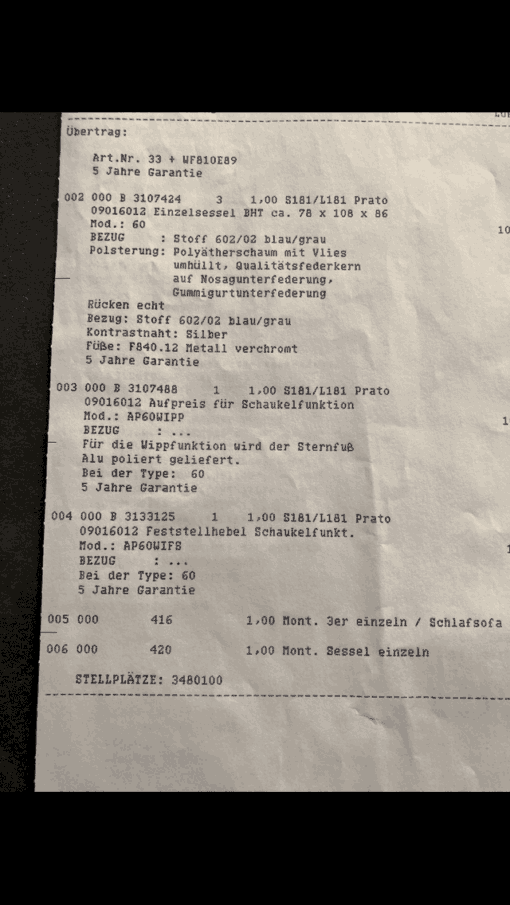 Übertrag:
Art.Nr. 33 + WF810E89
5 Jahre Garantie
002 000 B 3107424 3 1,00 S181/L181 Prato
09016012 Einzelsessel BHT ca. 78 x 108 x 86
Mod.: 60
BEZUG : Stoff 602/02 blau/grau
Polsterung: Polyätherschaum mit Vlies
umhüllt, Qualitätsfederkern
auf Nosagunterfederung,
Gummigurtunterfederung
Rücken echt
Bezug: Stoff 602/02 blau/grau
Kontrastnaht: Silber
Füße: F840.12 Metall verchromt
5 Jahre Garantie
003 000 B 3107488 1 1,00 S181/L181 Prato
09016012 Aufpreis für Schaukelfunktion
Mod.: AP60WIPP
BEZUG : ...
Für die Wippfunktion wird der Sternfuß
Alu poliert geliefert.
Bei der Type: 60
5 Jahre Garantie
004 000 B 3133125 1 1,00 S181/L181 Prato
09016012 Feststellhebel Schaukelfunkt.
Mod.: AP60WIFS
BEZUG : ...
Bei der Type: 60
5 Jahre Garantie
005 000 416 1,00 Mont. 3er einzeln / Schlafsofa
006 000 420 1,00 Mont. Sessel einzeln
STELLPLÄTZE: 3480100